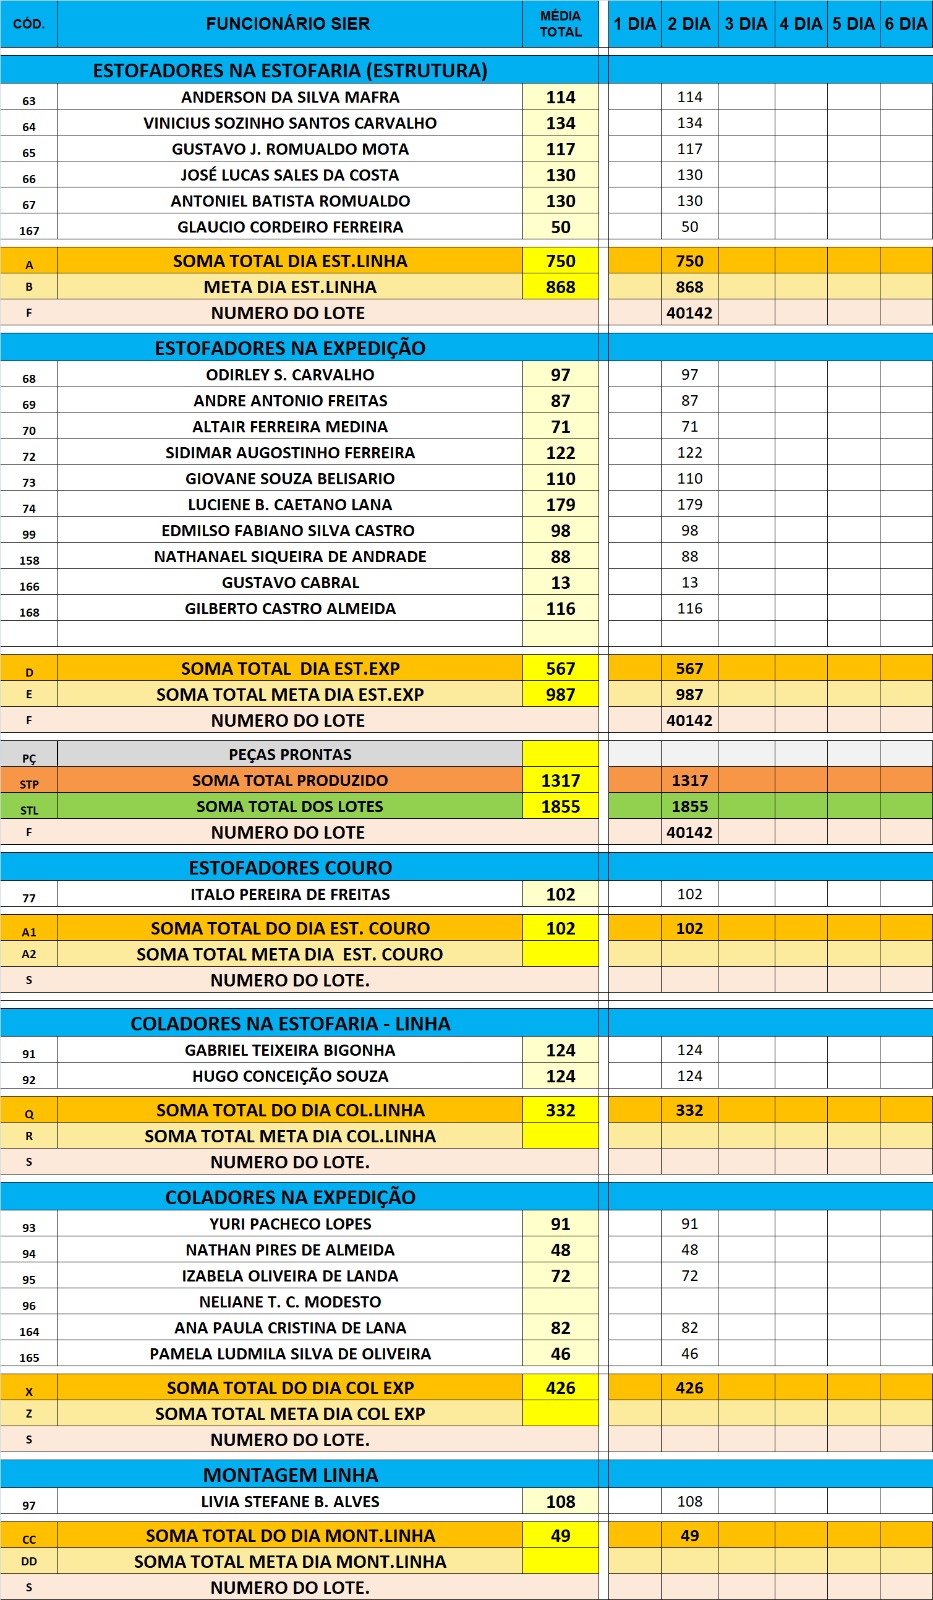 CÓD. FUNCIONÁRIO SIER MÉDIA TOTAL 1 DIA 2 DIA 3 DIA 4 DIA 5 DIA 6 DIA
ESTOFADORES NA ESTOFARIA (ESTRUTURA)
63 ANDERSON DA SILVA MAFRA 114 114
64 VINICIUS SOZINHO SANTOS CARVALHO 134 134
65 GUSTAVO J. ROMUALDO MOTA 117 117
66 JOSÉ LUCAS SALES DA COSTA 130 130
67 ANTONIEL BATISTA ROMUALDO 130 130
167 GLAUCIO CORDEIRO FERREIRA 50 50
A SOMA TOTAL DIA EST.LINHA 750 750
B META DIA EST.LINHA 868 868
F NUMERO DO LOTE 40142
ESTOFADORES NA EXPEDIÇÃO
68 ODIRLEY S. CARVALHO 97 97
69 ANDRE ANTONIO FREITAS 87 87
70 ALTAIR FERREIRA MEDINA 71 71
72 SIDIMAR AUGOSTINHO FERREIRA 122 122
73 GIOVANE SOUZA BELISARIO 110 110
74 LUCIENE B. CAETANO LANA 179 179
99 EDMILSO FABIANO SILVA CASTRO 98 98
158 NATHANAEL SIQUEIRA DE ANDRADE 88 88
166 GUSTAVO CABRAL 13 13
168 GILBERTO CASTRO ALMEIDA 116 116
D SOMA TOTAL DIA EST.EXP 567 567
E SOMA TOTAL META DIA EST.EXP 987 987
F NUMERO DO LOTE 40142
PÇ PEÇAS PRONTAS
STP SOMA TOTAL PRODUZIDO 1317 1317
STL SOMA TOTAL DOS LOTES 1855 1855
F NUMERO DO LOTE 40142
ESTOFADORES COURO
77 ITALO PEREIRA DE FREITAS 102 102
A1 SOMA TOTAL DO DIA EST. COURO 102 102
A2 SOMA TOTAL META DIA EST. COURO
S NUMERO DO LOTE.
COLADORES NA ESTOFARIA - LINHA
91 GABRIEL TEIXEIRA BIGONHA 124 124
92 HUGO CONCEIÇÃO SOUZA 124 124
Q SOMA TOTAL DO DIA COL.LINHA 332 332
R SOMA TOTAL META DIA COL.LINHA
S NUMERO DO LOTE.
COLADORES NA EXPEDIÇÃO
93 YURI PACHECO LOPES 91 91
94 NATHAN PIRES DE ALMEIDA 48 48
95 IZABELA OLIVEIRA DE LANDA 72 72
96 NELIANE T. C. MODESTO
164 ANA PAULA CRISTINA DE LANA 82 82
165 PAMELA LUDMILA SILVA DE OLIVEIRA 46 46
X SOMA TOTAL DO DIA COL EXP 426 426
Z SOMA TOTAL META DIA COL EXP
S NUMERO DO LOTE.
MONTAGEM LINHA
97 LIVIA STEFANE B. ALVES 108 108
CC SOMA TOTAL DO DIA MONT.LINHA 49 49
DD SOMA TOTAL META DIA MONT.LINHA
S NUMERO DO LOTE.